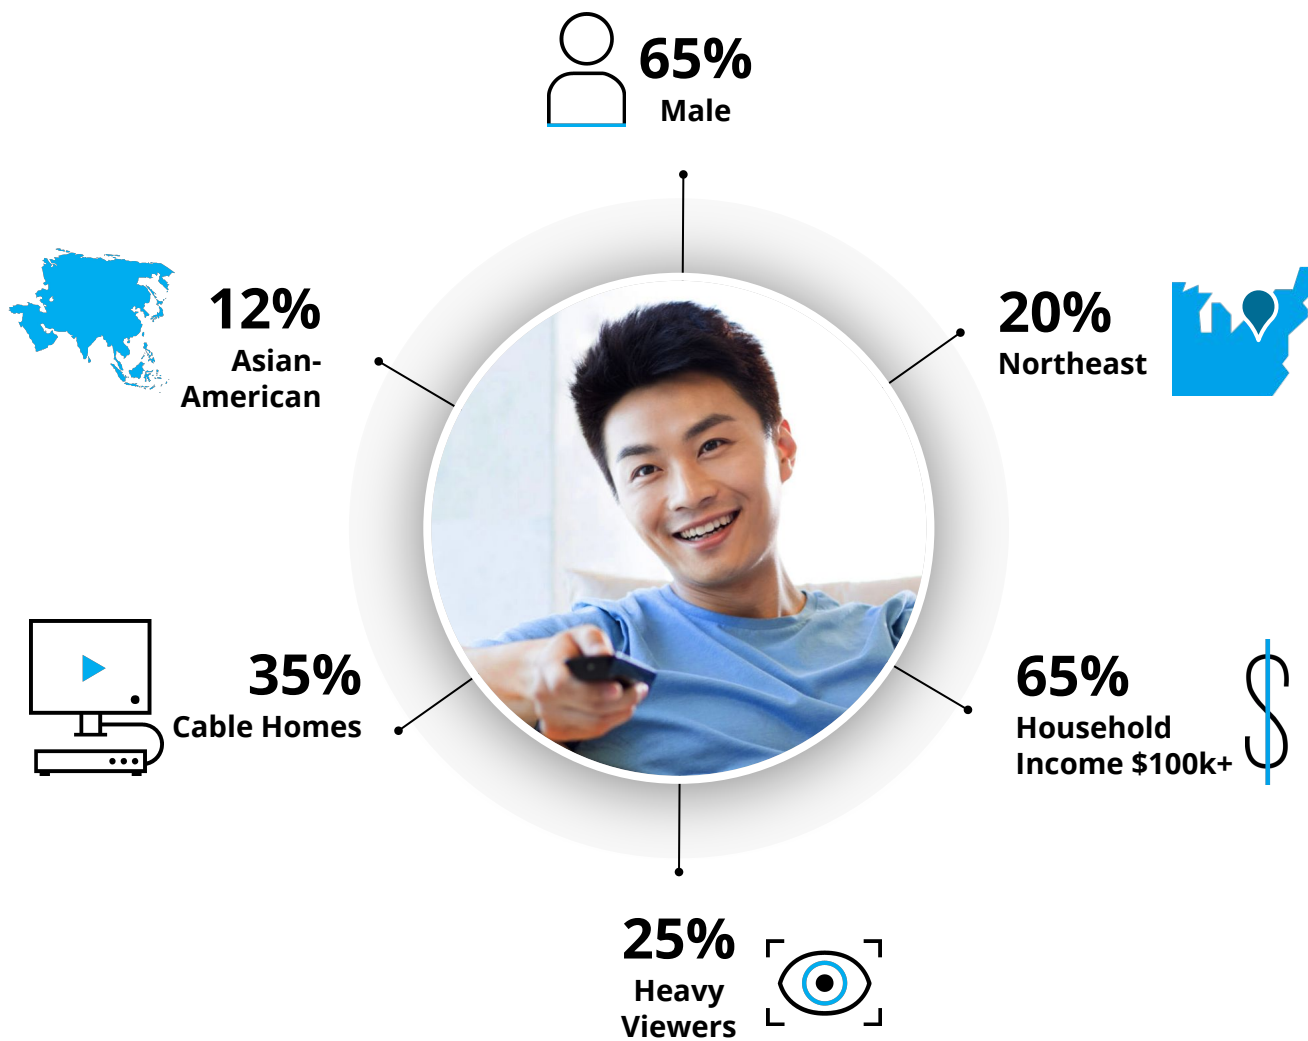 65%
Male
12%
Asian-
American
20%
Northeast
35%
Cable Homes
65%
Household
Income $100k+
25%
Heavy
Viewers